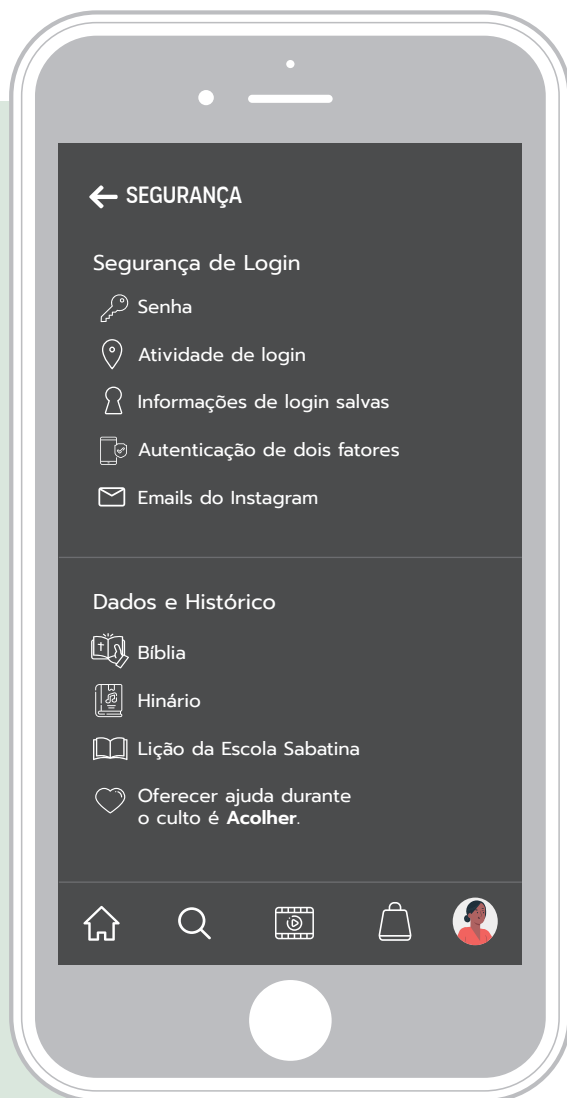 SEGURANÇA
Segurança de Login
Senha
Atividade de login
Informações de login salvas
Autenticação de dois fatores
Emails do Instagram
Dados e Histórico
Bíblia
Hinário
Lição da Escola Sabatina
Oferecer ajuda durante
o culto é Acolher.